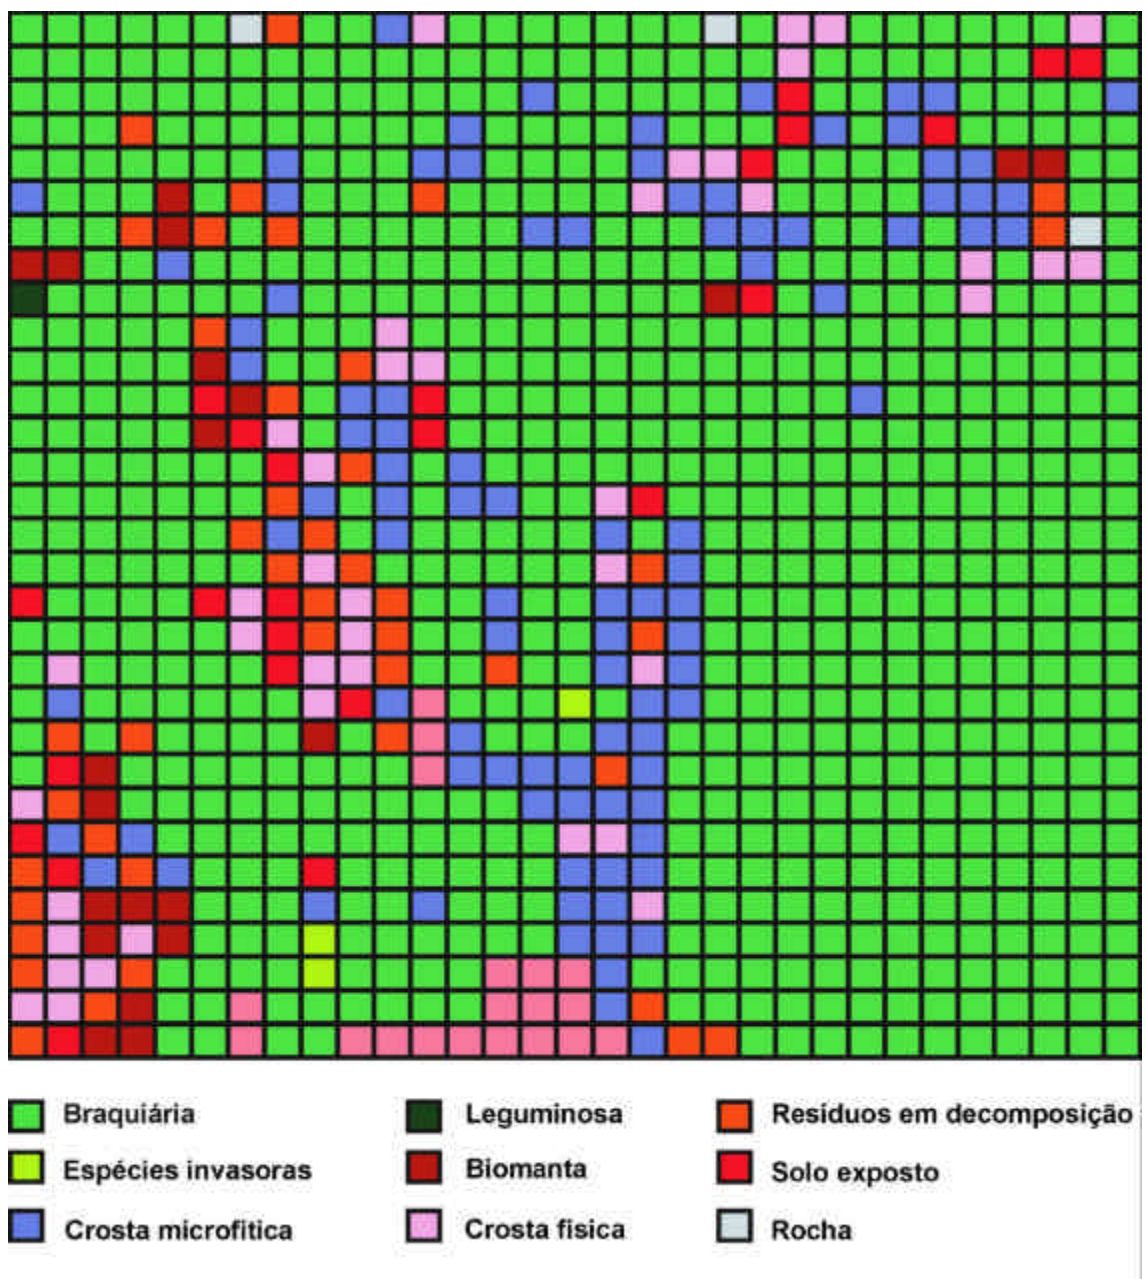 Braquiária Leguminosa Resíduos em decomposição
Espécies invasoras Biomanta Solo exposto
Crosta microfitica Crosta fisica Rocha